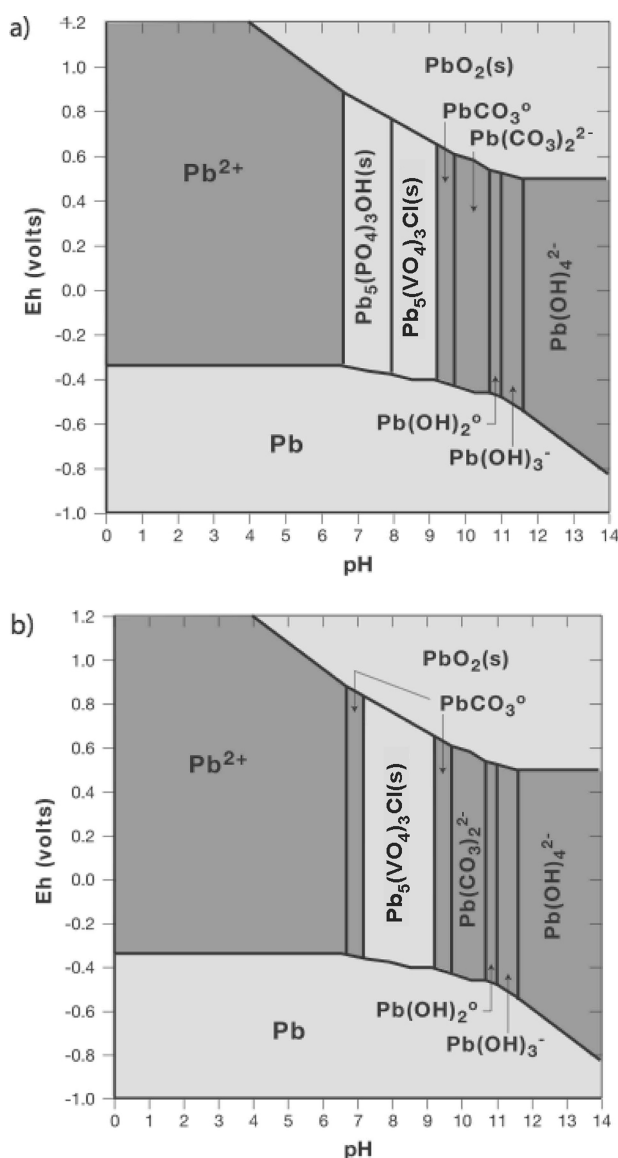 a)
+.2
1.0
0.8
0.6
0.4
0.2
0.0
-0.2
-0.4
-0.6
-0.8
-1.0
Eh (volts)
PbO₂(s)
PbCO₃⁰
Pb(CO₃)₂²⁻
Pb²⁺
Pb₅(PO₄)₃OH(s)
Pb₅(VO₄)₃Cl(s)
Pb(OH)₄²⁻
Pb(OH)₂⁰
Pb(OH)₃⁻
Pb
0 1 2 3 4 5 6 7 8 9 10 11 12 13 14
pH
b)
1.2
1.0
0.8
0.6
0.4
0.2
0.0
-0.2
-0.4
-0.6
-0.8
-1.0
Eh (volts)
PbO₂(s)
PbCO₃⁰
Pb²⁺
Pb₅(VO₄)₃Cl(s)
Pb(CO₃)₂²⁻
Pb(OH)₄²⁻
Pb(OH)₂⁰
Pb(OH)₃⁻
Pb
0 1 2 3 4 5 6 7 8 9 10 11 12 13 14
pH